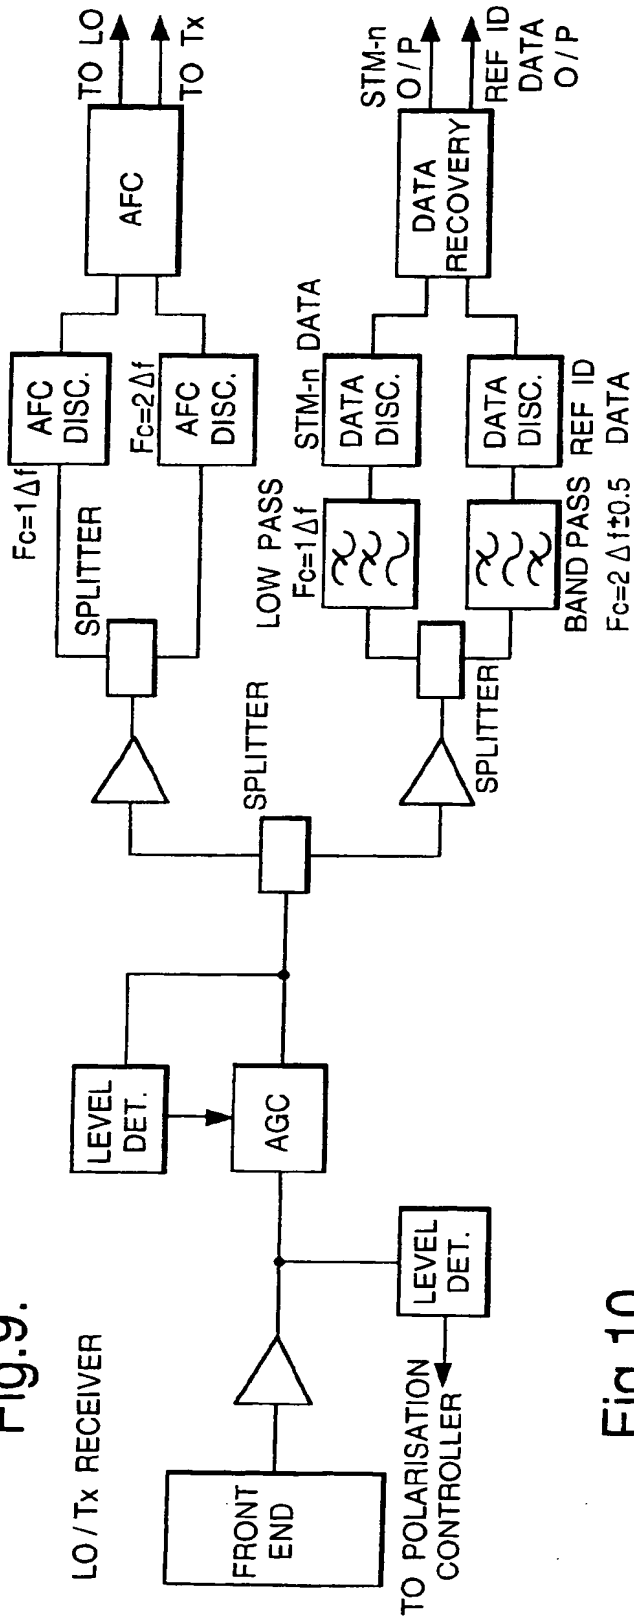 Fig.9.
LO/Tx RECEIVER
FRONT
END
TO POLARISATION
CONTROLLER
LEVEL
DET.
LEVEL
DET.
AGC
SPLITTER
SPLITTER
Fc=1Δf
AFC
DISC.
Fc=2Δf
AFC
DISC.
AFC
TO LO
TO Tx
SPLITTER
LOW PASS
Fc=1Δf
STM-n DATA
DATA
DISC.
BAND PASS
Fc=2Δf±0.5
DATA
DISC.
REF ID
DATA
DATA
RECOVERY
STM-n
O/P
REF ID
DATA
O/P
Fig.10